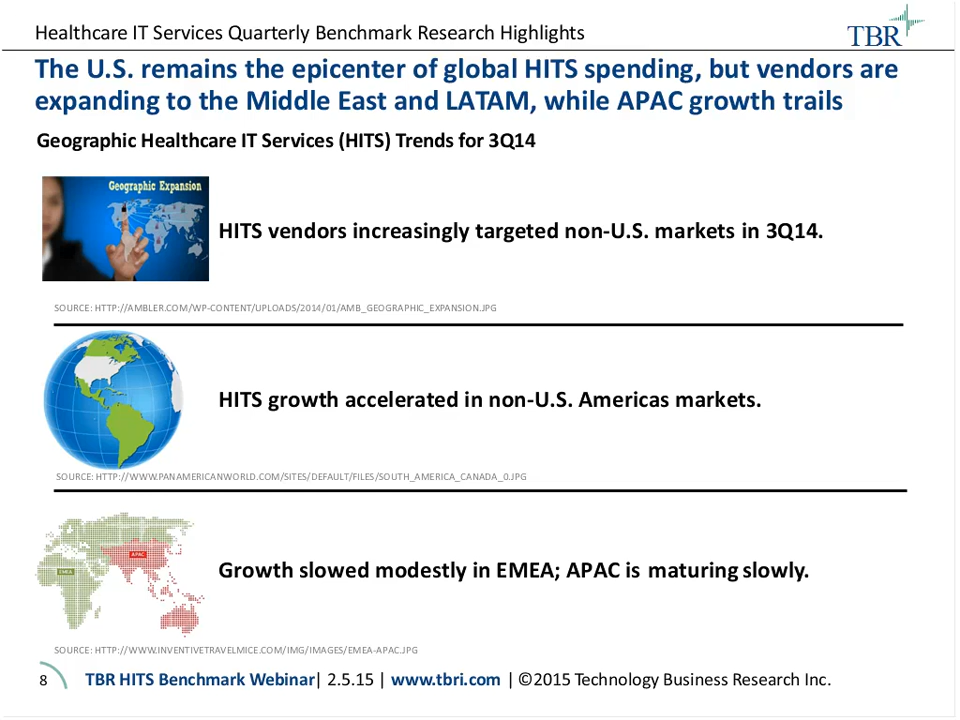 Healthcare IT Services Quarterly Benchmark Research Highlights
TBR
The U.S. remains the epicenter of global HITS spending, but vendors are
expanding to the Middle East and LATAM, while APAC growth trails
Geographic Healthcare IT Services (HITS) Trends for 3Q14
Geographic Expansion
HITS vendors increasingly targeted non-U.S. markets in 3Q14.
SOURCE: HTTP://AMBLER.COM/WP-CONTENT/UPLOADS/2014/01/AMB_GEOGRAPHIC_EXPANSION.JPG
HITS growth accelerated in non-U.S. Americas markets.
SOURCE: HTTP://WWW.PANAMERICANWORLD.COM/SITES/DEFAULT/FILES/SOUTH_AMERICA_CANADA_0.JPG
APAC
EMEA
Growth slowed modestly in EMEA; APAC is maturing slowly.
SOURCE: HTTP://WWW.INVENTIVETRAVELMICE.COM/IMG/IMAGES/EMEA-APAC.JPG
8 TBR HITS Benchmark Webinar| 2.5.15 | www.tbri.com | ©2015 Technology Business Research Inc.